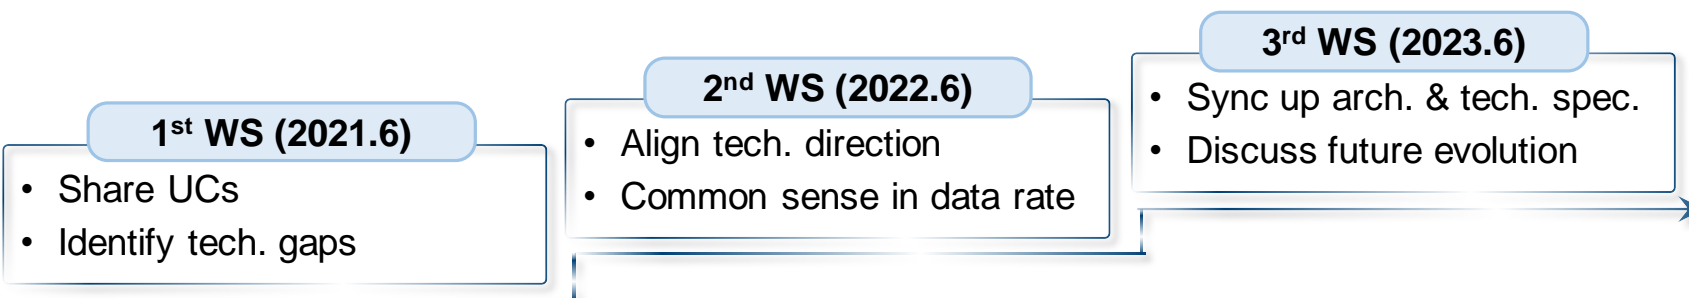 1st WS (2021.6)
• Share UCs
• Identify tech. gaps
2nd WS (2022.6)
• Align tech. direction
• Common sense in data rate
3rd WS (2023.6)
• Sync up arch. & tech. spec.
• Discuss future evolution